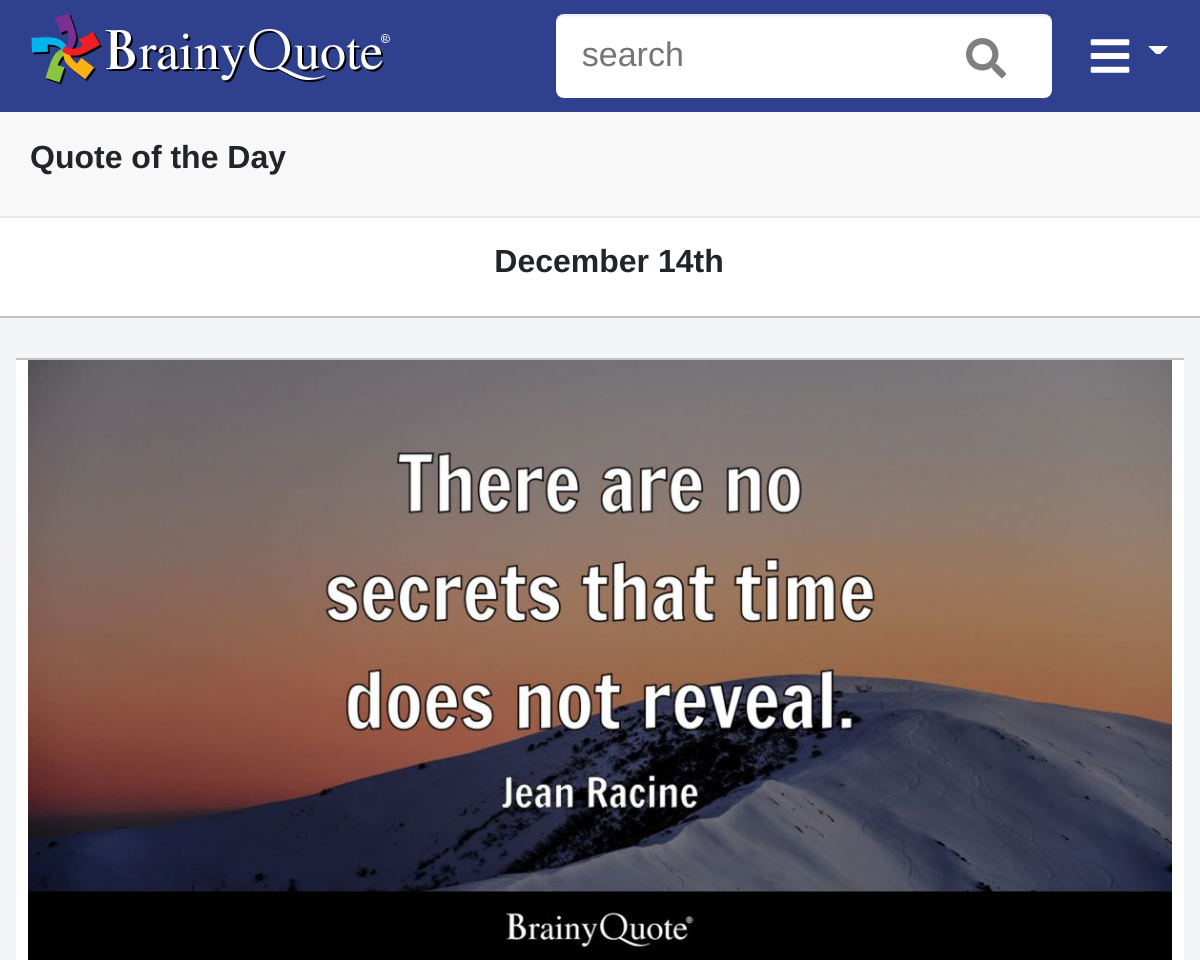 BrainyQuote®
search
Quote of the Day
December 14th
There are no
secrets that time
does not reveal.
Jean Racine
BrainyQuote®